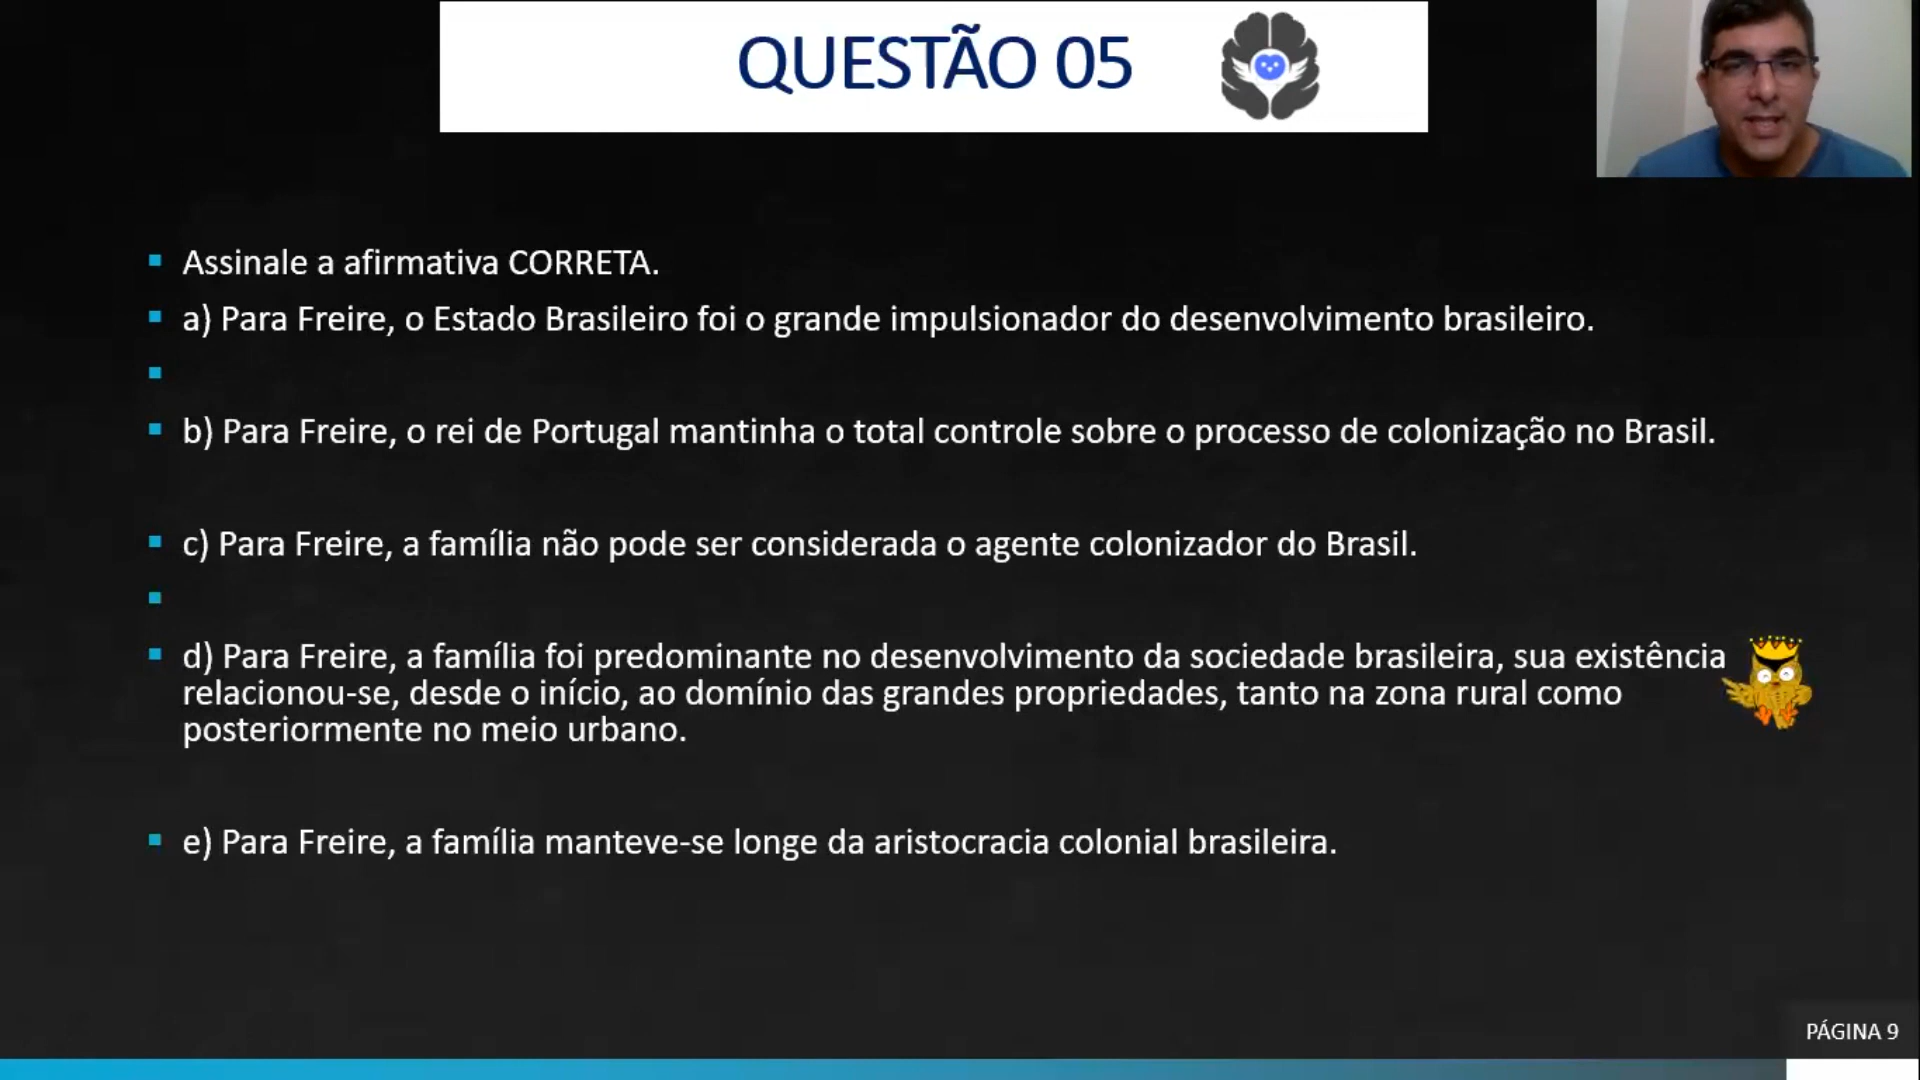 QUESTÃO 05
Assinale a afirmativa CORRETA.
a) Para Freire, o Estado Brasileiro foi o grande impulsionador do desenvolvimento brasileiro.
b) Para Freire, o rei de Portugal mantinha o total controle sobre o processo de colonização no Brasil.
c) Para Freire, a família não pode ser considerada o agente colonizador do Brasil.
d) Para Freire, a família foi predominante no desenvolvimento da sociedade brasileira, sua existência
relacionou-se, desde o início, ao domínio das grandes propriedades, tanto na zona rural como
posteriormente no meio urbano.
e) Para Freire, a família manteve-se longe da aristocracia colonial brasileira.
PÁGINA 9